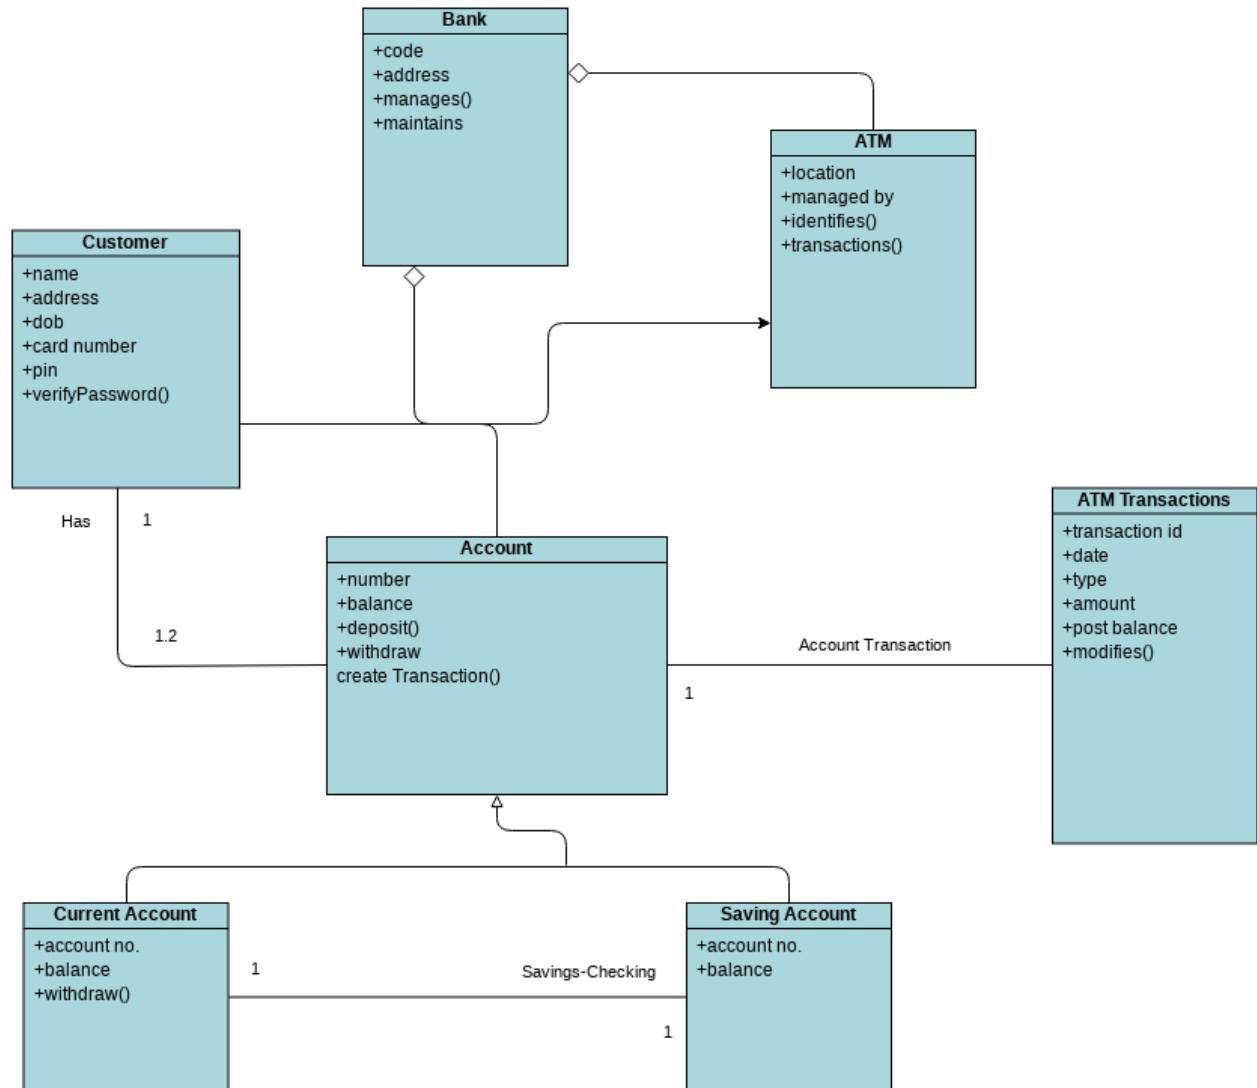 Bank
+code
+address
+manages()
+maintains
ATM
+location
+managed by
+identifies()
+transactions()
Customer
+name
+address
+dob
+card number
+pin
+verifyPassword()
Has
1
1.2
Account
+number
+balance
+deposit()
+withdraw
create Transaction()
Account Transaction
1
ATM Transactions
+transaction id
+date
+type
+amount
+post balance
+modifies()
Current Account
+account no.
+balance
+withdraw()
1
Savings-Checking
1
Saving Account
+account no.
+balance